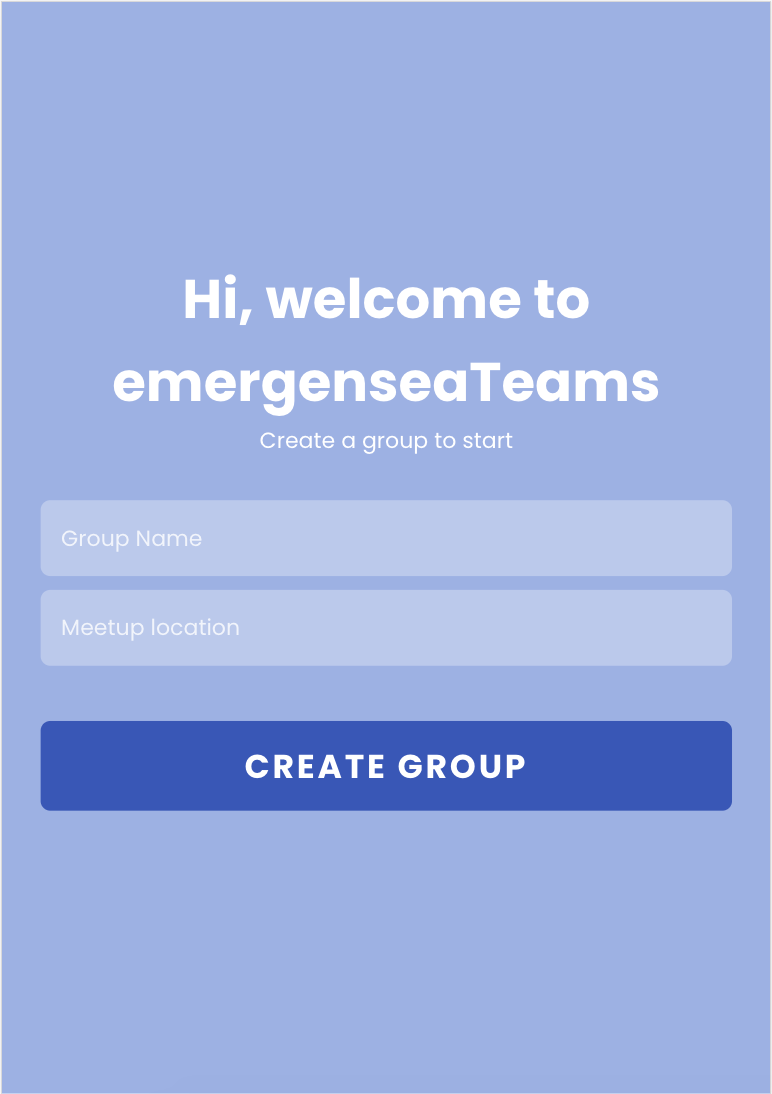 Hi, welcome to
emergenseaTeams
Create a group to start
Group Name
Meetup location
CREATE GROUP